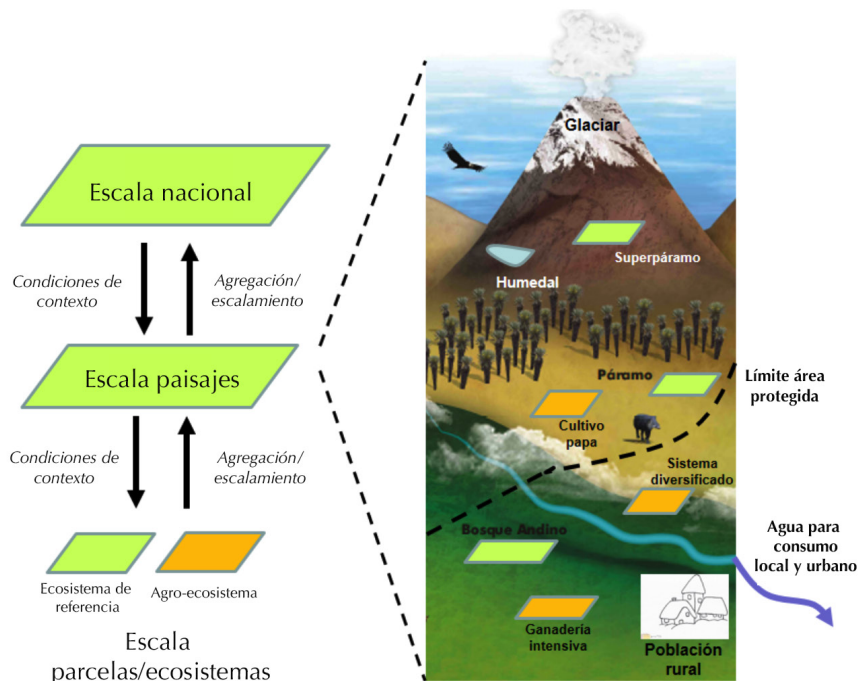 Escala nacional
Condiciones de
contexto
Agregación/
escalamiento
Escala paisajes
Condiciones de
contexto
Agregación/
escalamiento
Ecosistema de
referencia
Agro-ecosistema
Escala
parcelas/ecosistemas
Glaciar
Superpáramo
Humedal
Páramo
Cultivo
papa
Límite área
protegida
Sistema
diversificado
Bosque Andino
Agua para
consumo
local y urbano
Ganadería
intensiva
Población
rural